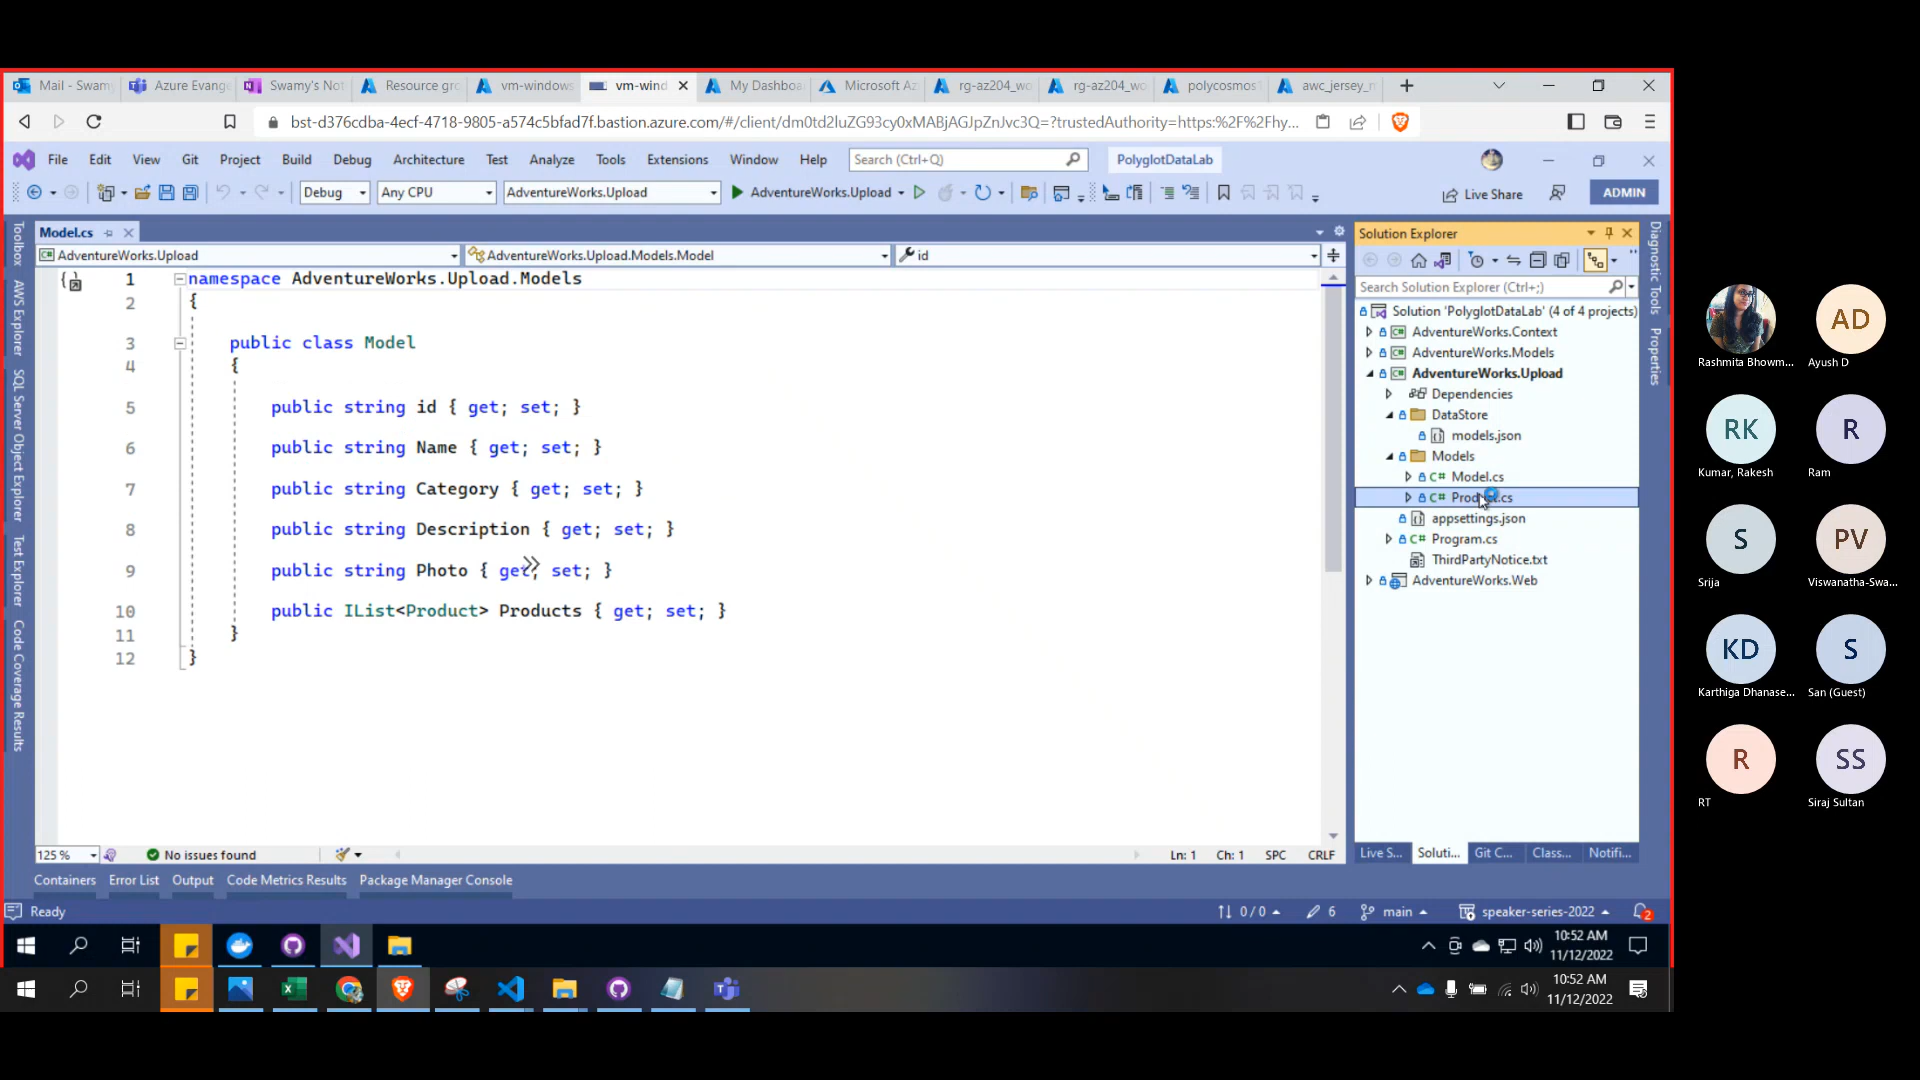 Mail - Swamy
Azure Evange
Swamy's Not
Resource gro
vm-windows
vm-wind
My Dashboa
Microsoft Az
rg-az204_wo
rg-az204_wo
polycosmos
awc_jersey_n
bst-d376cdba-4ecf-4718-9805-a574c5bfad7f.bastion.azure.com/#/client/dm0td2luZG93cy0xMABjAGJpZnJvc3Q=?trustedAuthority=https:%2F%2Fhy...
File Edit View Git Project Build Debug Architecture Test Analyze Tools Extensions Window Help Search (Ctrl+Q) PolyglotDataLab
Debug Any CPU AdventureWorks.Upload AdventureWorks.Upload Live Share ADMIN
Toolbox
AWS Explorer
SQL Server Object Explorer
Test Explorer
Code Coverage Results
Model.cs
AdventureWorks.Upload AdventureWorks.Upload.Models.Model id
1 namespace AdventureWorks.Upload.Models
2 {
3 public class Model
4 {
5 public string id { get; set; }
6 public string Name { get; set; }
7 public string Category { get; set; }
8 public string Description { get; set; }
9 public string Photo { get; set; }
10 public IList<Product> Products { get; set; }
11 }
12 }
125 % No issues found Ln: 1 Ch: 1 SPC CRLF
Containers Error List Output Code Metrics Results Package Manager Console
Solution Explorer
Search Solution Explorer (Ctrl+;)
Solution 'PolyglotDataLab' (4 of 4 projects)
AdventureWorks.Context
AdventureWorks.Models
AdventureWorks.Upload
Dependencies
DataStore
models.json
Models
C# Model.cs
C# Product.cs
appsettings.json
C# Program.cs
ThirdPartyNotice.txt
AdventureWorks.Web
Live S... Soluti... Git C... Class... Notifi...
Diagnostic Tools
Properties
Ready 0 / 0 6 main speaker-series-2022 2
10:52 AM
11/12/2022
10:52 AM
11/12/2022
Rashmita Bhowm...
AD
Ayush D
RK
Kumar, Rakesh
R
Ram
S
Srija
PV
Viswanatha-Swa...
KD
Karthiga Dhanase...
S
San (Guest)
R
RT
SS
Siraj Sultan